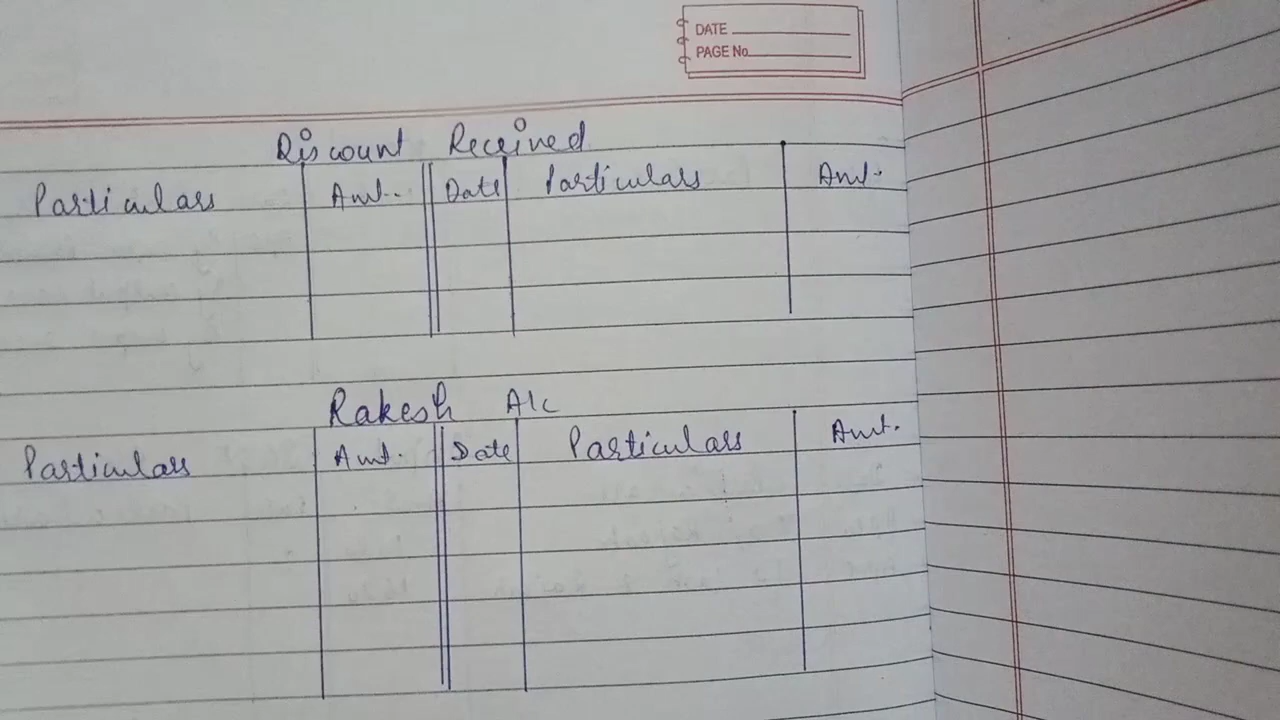 DATE
PAGE No
Discount Received
Particulars Amt.. Date Particulars Amt.
Rakesh A/c
Particulars Amt. Date Particulars Amt.